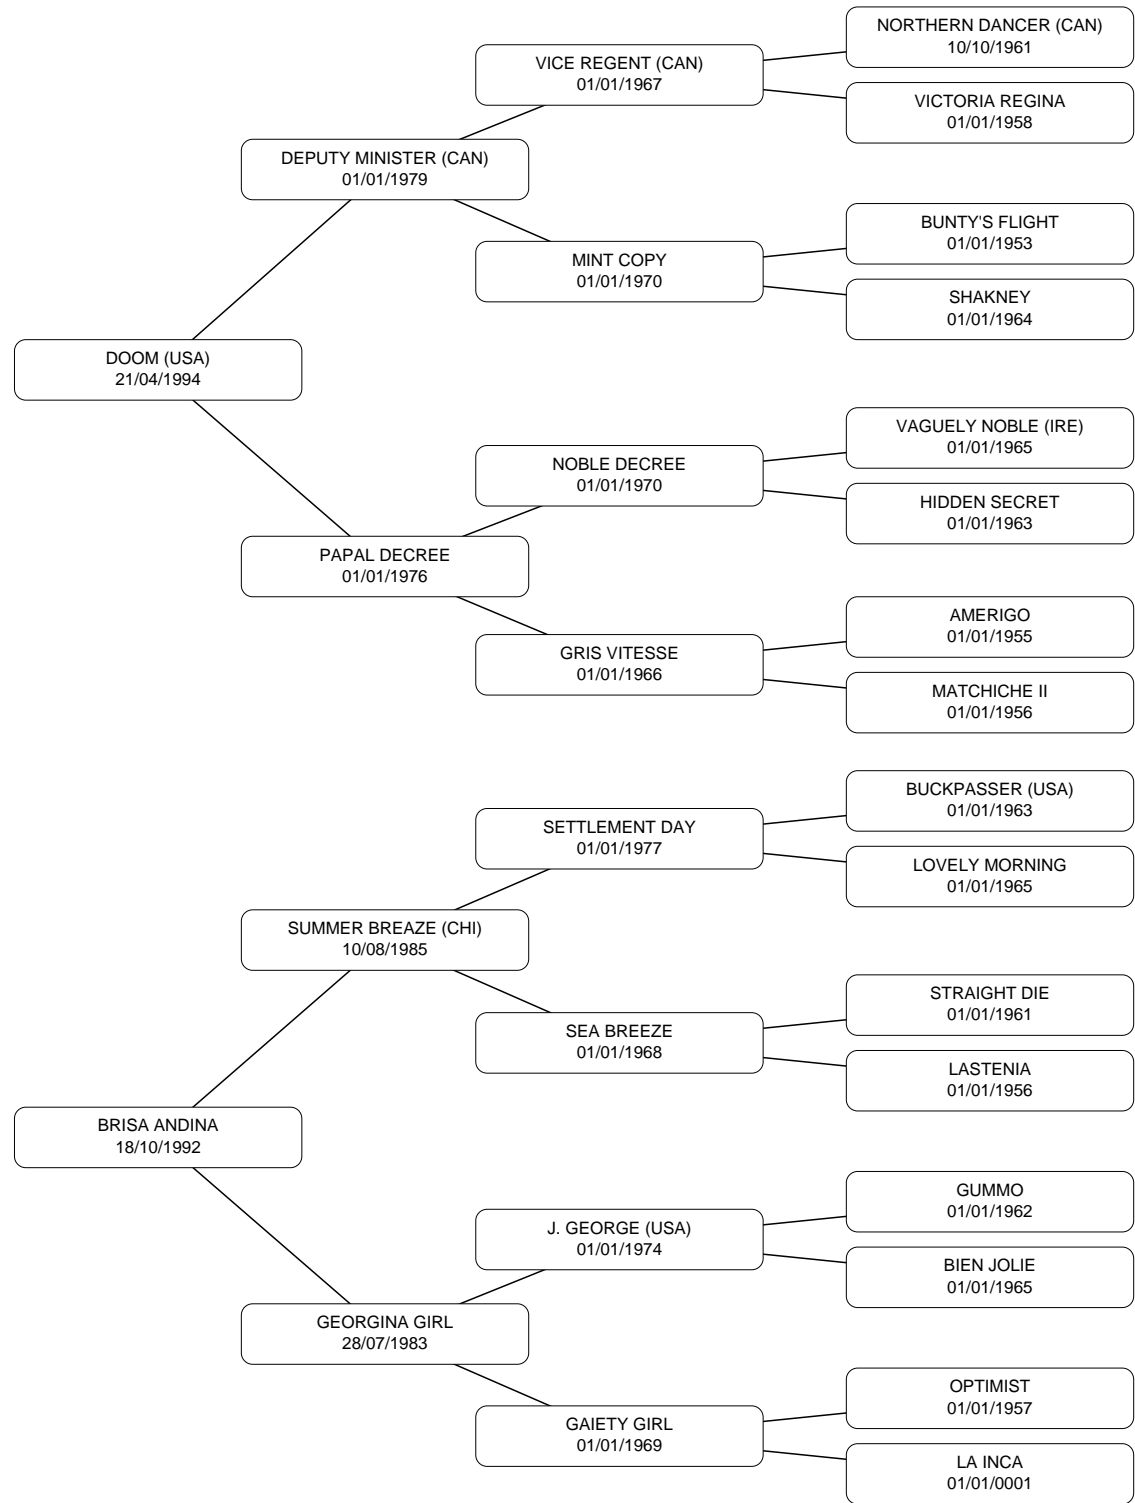 NORTHERN DANCER (CAN)
10/10/1961
VICE REGENT (CAN)
01/01/1967
VICTORIA REGINA
01/01/1958
DEPUTY MINISTER (CAN)
01/01/1979
BUNTY'S FLIGHT
01/01/1953
MINT COPY
01/01/1970
SHAKNEY
01/01/1964
DOOM (USA)
21/04/1994
VAGUELY NOBLE (IRE)
01/01/1965
NOBLE DECREE
01/01/1970
HIDDEN SECRET
01/01/1963
PAPAL DECREE
01/01/1976
AMERIGO
01/01/1955
GRIS VITESSE
01/01/1966
MATCHICHE II
01/01/1956
BUCKPASSER (USA)
01/01/1963
SETTLEMENT DAY
01/01/1977
LOVELY MORNING
01/01/1965
SUMMER BREAZE (CHI)
10/08/1985
STRAIGHT DIE
01/01/1961
SEA BREEZE
01/01/1968
LASTENIA
01/01/1956
BRISA ANDINA
18/10/1992
GUMMO
01/01/1962
J. GEORGE (USA)
01/01/1974
BIEN JOLIE
01/01/1965
GEORGINA GIRL
28/07/1983
OPTIMIST
01/01/1957
GAIETY GIRL
01/01/1969
LA INCA
01/01/0001